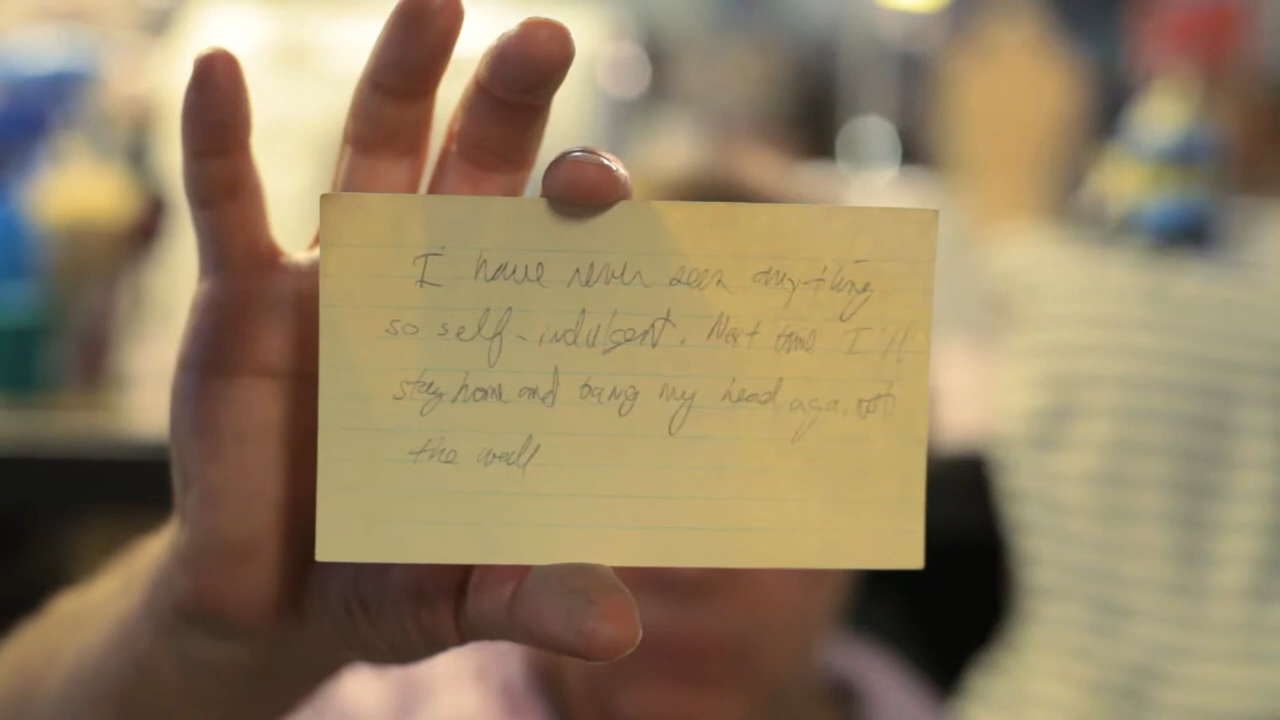 I have never seen anything
so self-indulgent. Next time I'll
stay home and bang my head against
the wall